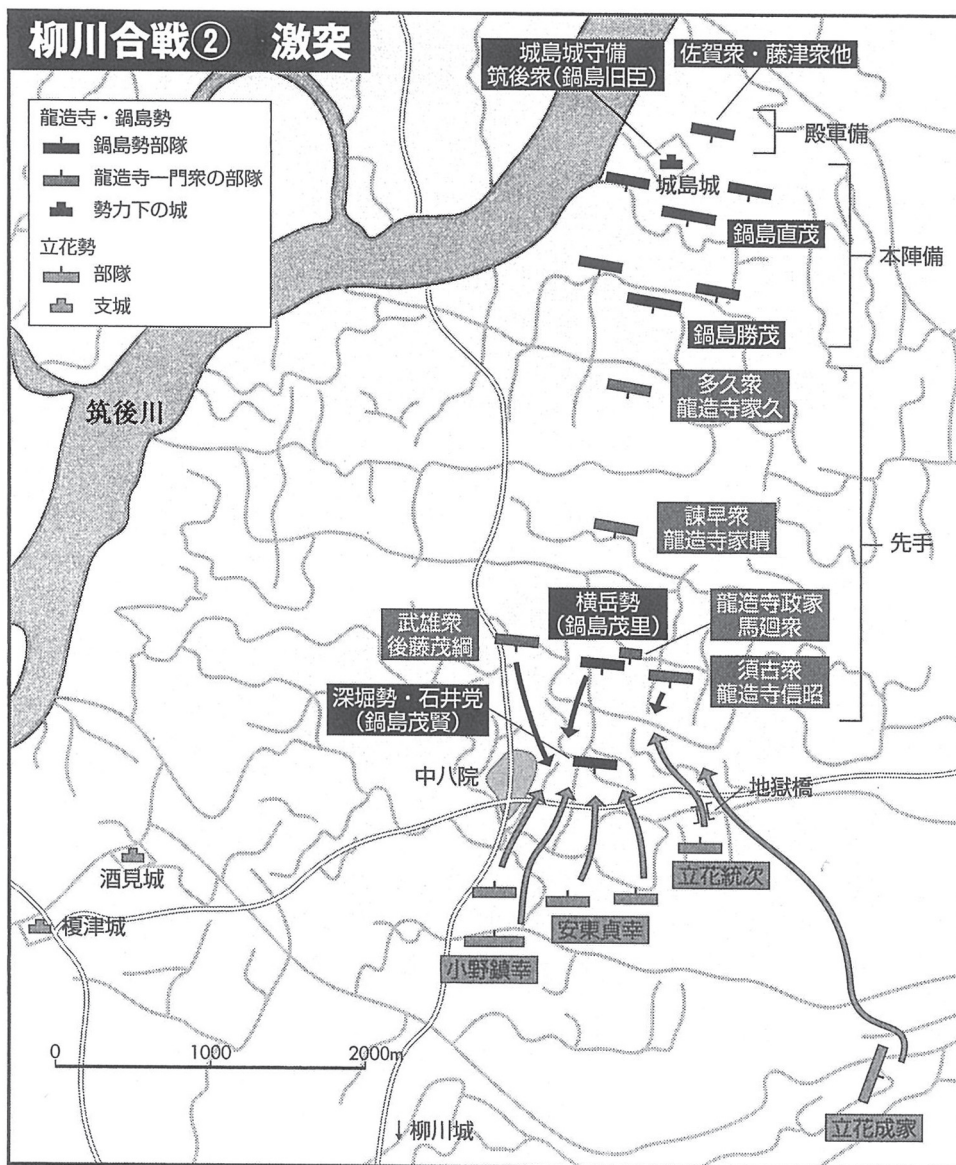 柳川合戦② 激突
龍造寺・鍋島勢
鍋島勢部隊
龍造寺一門衆の部隊
勢力下の城
立花勢
部隊
支城
城島城守備
筑後衆(鍋島旧臣)
佐賀衆・藤津衆他
殿軍備
城島城
鍋島直茂
本陣備
鍋島勝茂
多久衆
龍造寺家久
筑後川
諫早衆
龍造寺家晴
先手
横岳勢
(鍋島茂里)
龍造寺政家
馬廻衆
武雄衆
後藤茂綱
須古衆
龍造寺信昭
深堀勢・石井党
(鍋島茂賢)
中八院
地獄橋
酒見城
立花統次
榎津城
安東貞幸
小野鎮幸
0 1000 2000m
↓柳川城
立花成家